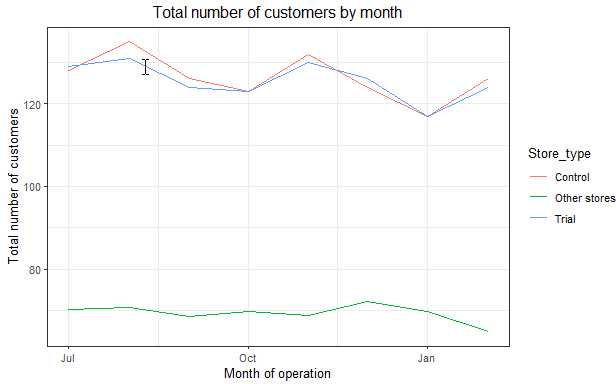 Total number of customers by month
Total number of customers
120
100
80
Jul
Oct
Jan
Month of operation
Store_type
Control
Other stores
Trial